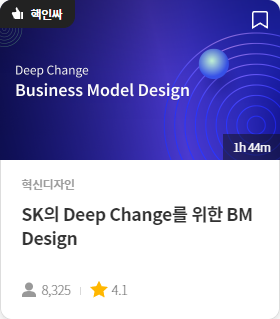 핵인싸
Deep Change
Business Model Design
1h 44m
혁신디자인
SK의 Deep Change를 위한 BM
Design
8,325
4.1